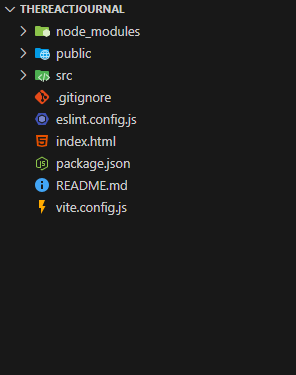 THEREACTJOURNAL
node_modules
public
src
.gitignore
eslint.config.js
index.html
package.json
README.md
vite.config.js